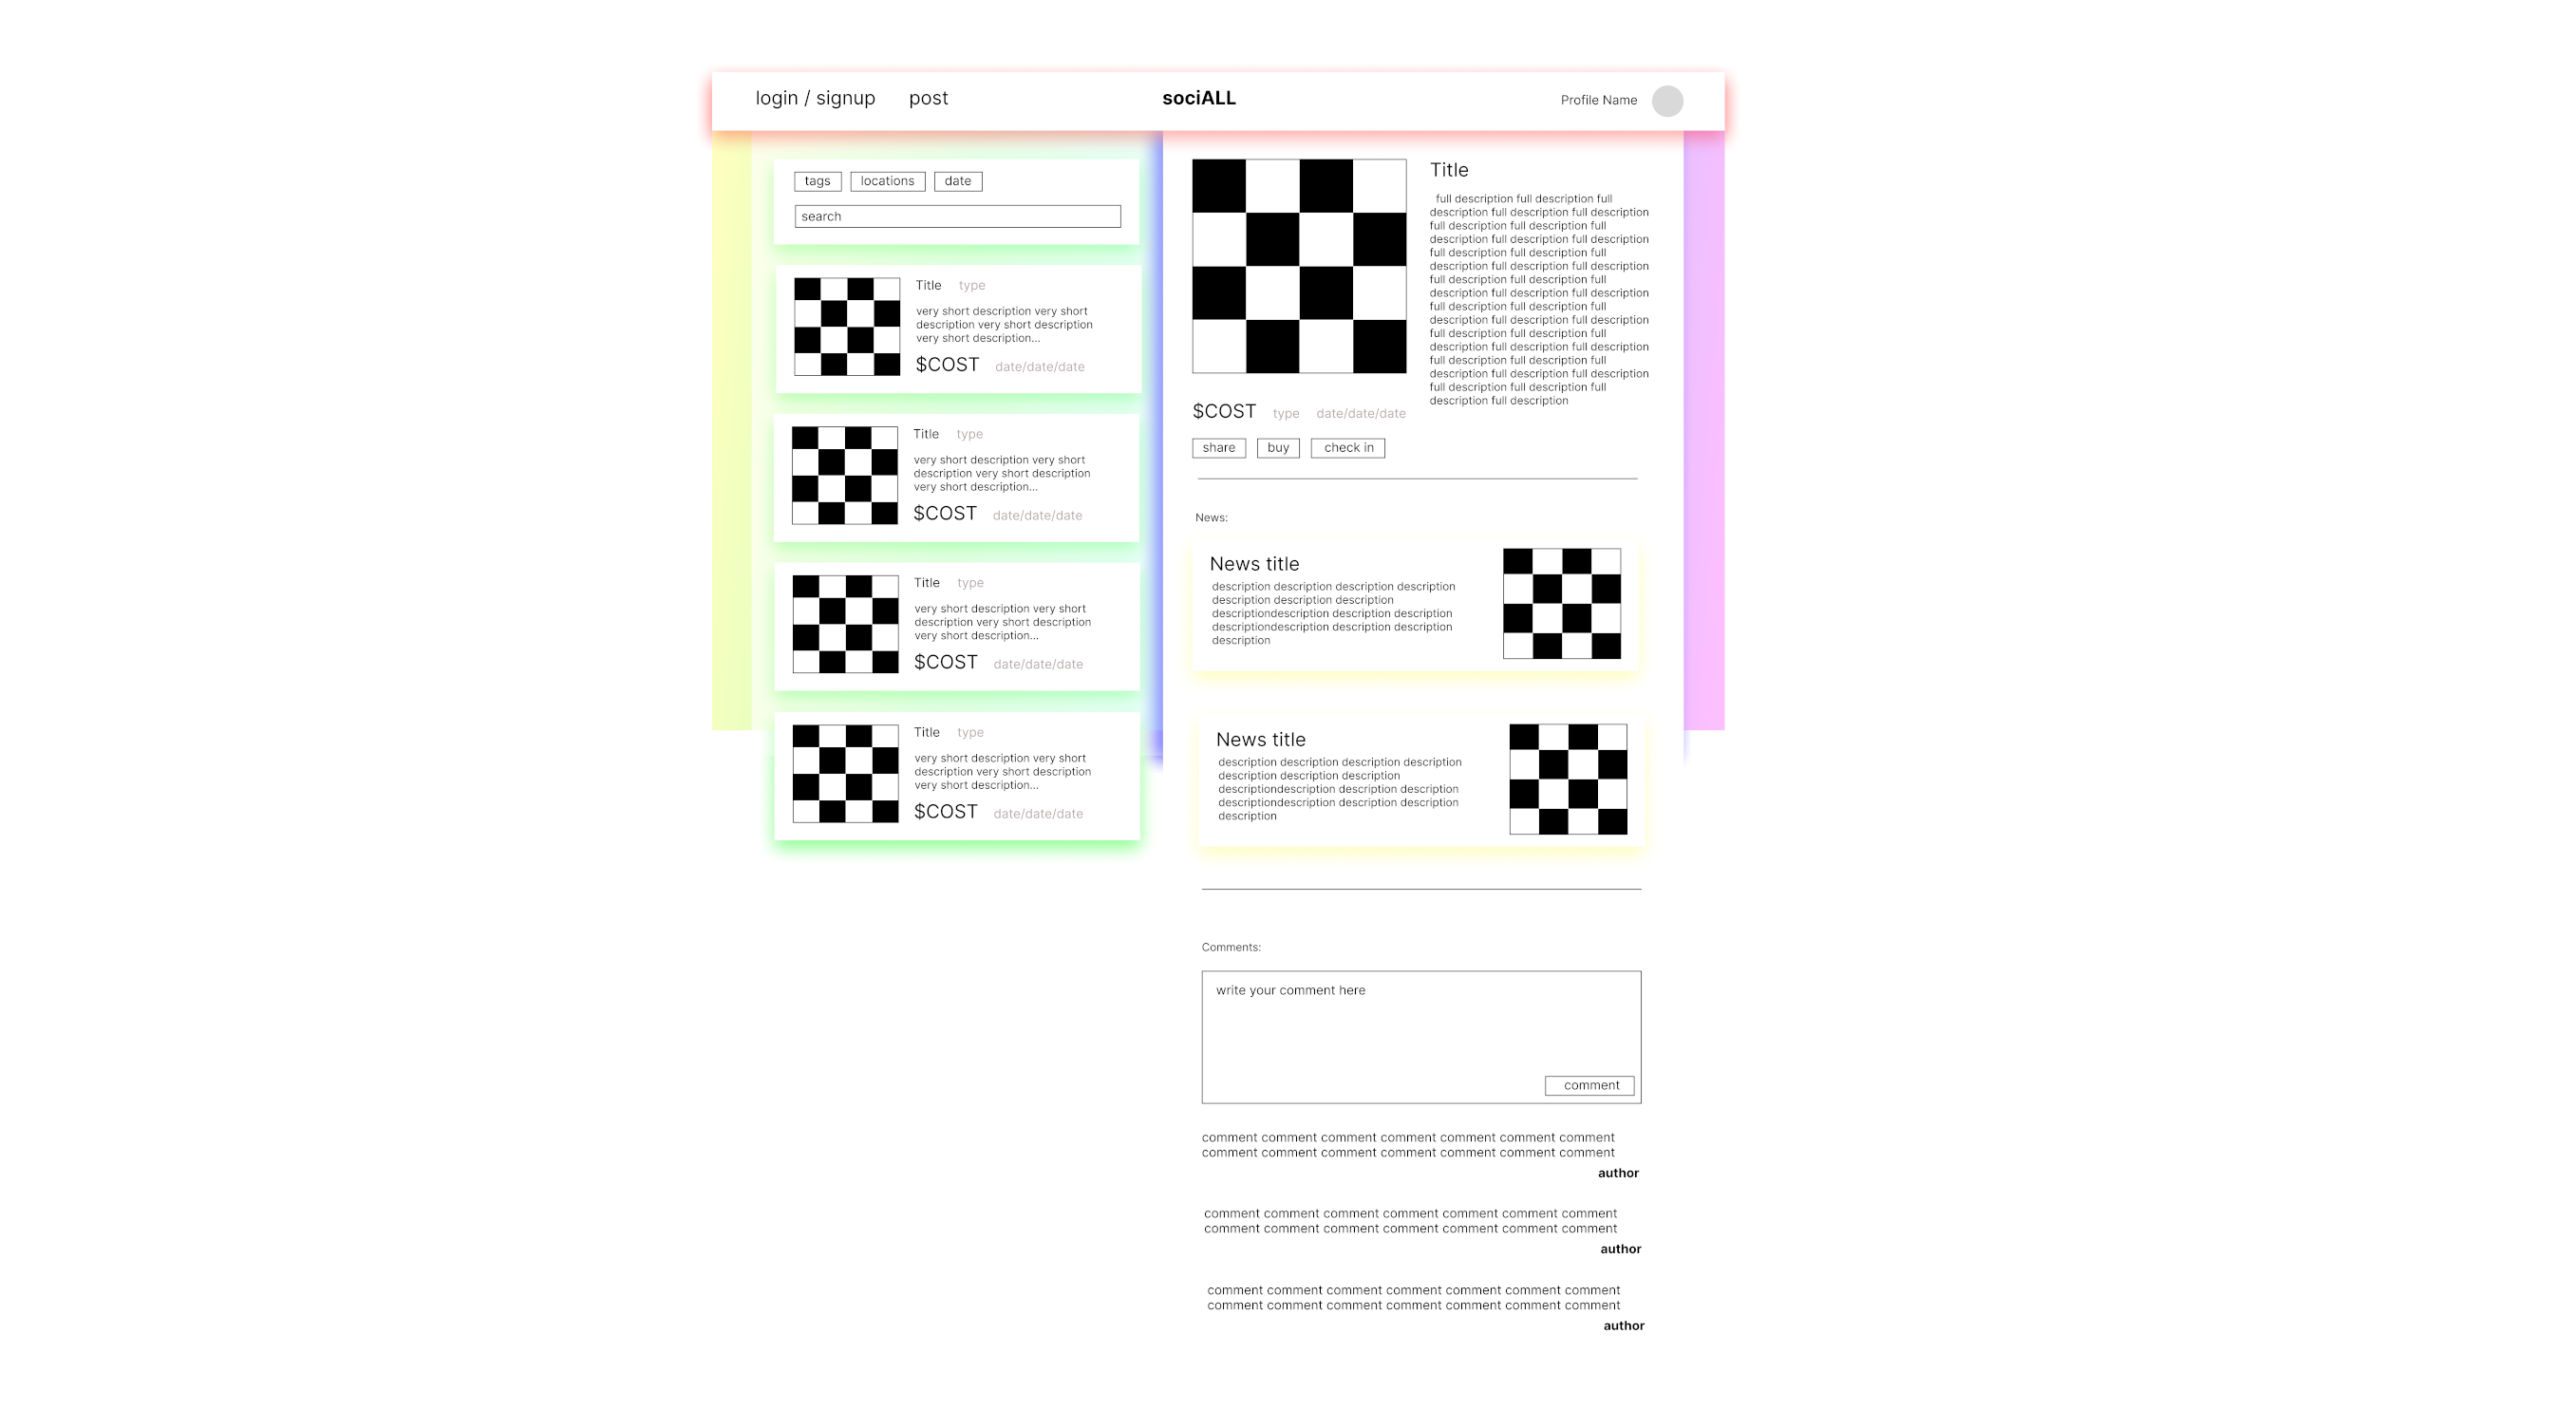 login / signup
post
sociALL
Profile Name
tags
locations
date
search
Title
type
very short description very short
description very short description
very short description...
$COST
date/date/date
Title
type
very short description very short
description very short description
very short description...
$COST
date/date/date
Title
type
very short description very short
description very short description
very short description...
$COST
date/date/date
Title
type
very short description very short
description very short description
very short description...
$COST
date/date/date
Title
full description full description full
description full description full description
full description full description full
description full description full description
full description full description full
description full description full description
full description full description full
description full description full description
full description full description full
description full description full description
full description full description full
description full description full description
full description full description full
description full description full description
full description full description full
description full description
$COST
type
date/date/date
share
buy
check in
News:
News title
description description description description
description description description
descriptiondescription description description
descriptiondescription description description
description
News title
description description description description
description description description
descriptiondescription description description
descriptiondescription description description
description
Comments:
write your comment here
comment
comment comment comment comment comment comment comment
comment comment comment comment comment comment comment
author
comment comment comment comment comment comment comment
comment comment comment comment comment comment comment
author
comment comment comment comment comment comment comment
comment comment comment comment comment comment comment
author